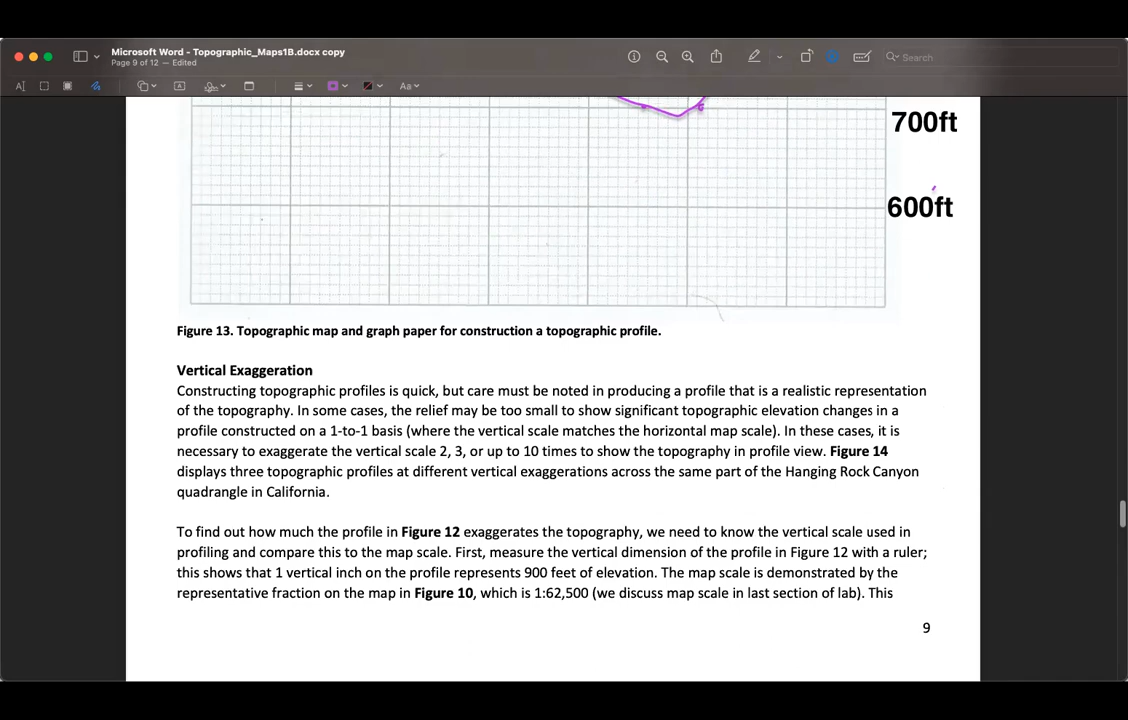 Microsoft Word - Topographic_Maps1B.docx copy
Page 9 of 12 — Edited
Search
700ft
600ft
Figure 13. Topographic map and graph paper for construction a topographic profile.
Vertical Exaggeration
Constructing topographic profiles is quick, but care must be noted in producing a profile that is a realistic representation
of the topography. In some cases, the relief may be too small to show significant topographic elevation changes in a
profile constructed on a 1-to-1 basis (where the vertical scale matches the horizontal map scale). In these cases, it is
necessary to exaggerate the vertical scale 2, 3, or up to 10 times to show the topography in profile view. Figure 14
displays three topographic profiles at different vertical exaggerations across the same part of the Hanging Rock Canyon
quadrangle in California.
To find out how much the profile in Figure 12 exaggerates the topography, we need to know the vertical scale used in
profiling and compare this to the map scale. First, measure the vertical dimension of the profile in Figure 12 with a ruler;
this shows that 1 vertical inch on the profile represents 900 feet of elevation. The map scale is demonstrated by the
representative fraction on the map in Figure 10, which is 1:62,500 (we discuss map scale in last section of lab). This
9